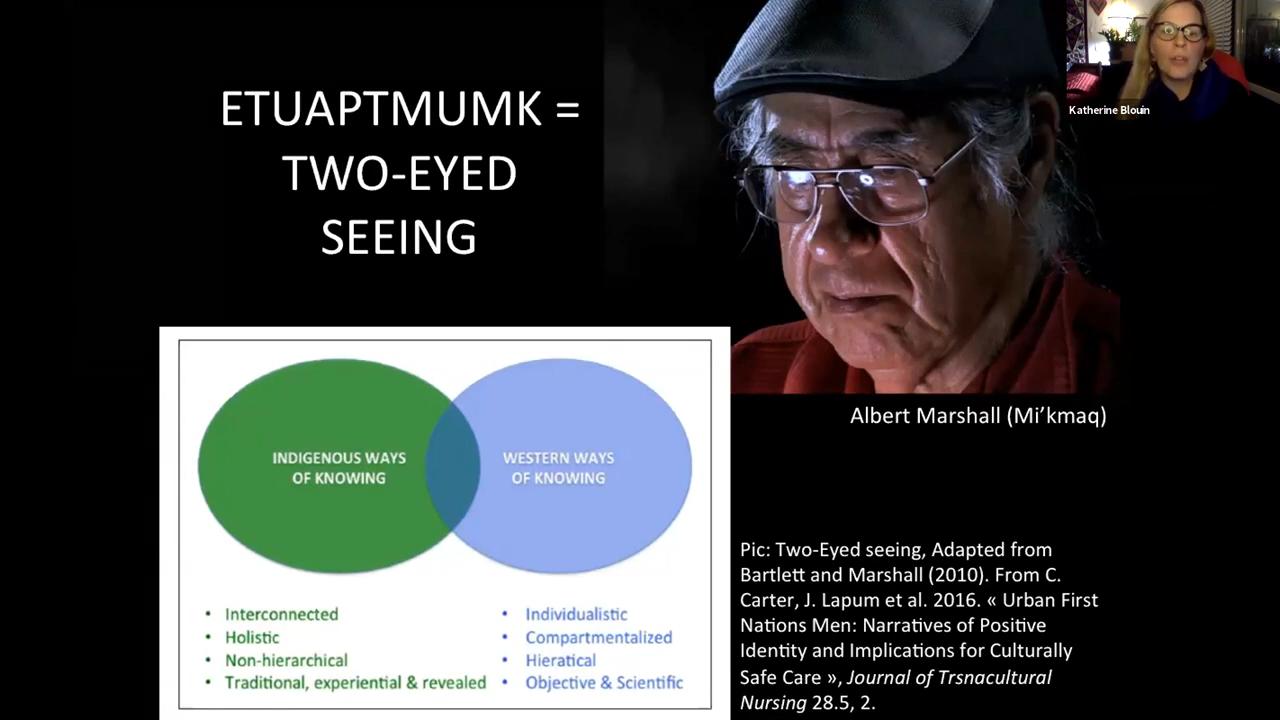 ETUAPTMUMK =
TWO-EYED
SEEING
Katherine Blouin
Albert Marshall (Mi’kmaq)
INDIGENOUS WAYS
OF KNOWING
WESTERN WAYS
OF KNOWING
• Interconnected
• Holistic
• Non-hierarchical
• Traditional, experiential & revealed
• Individualistic
• Compartmentalized
• Hieratical
• Objective & Scientific
Pic: Two-Eyed seeing, Adapted from
Bartlett and Marshall (2010). From C.
Carter, J. Lapum et al. 2016. « Urban First
Nations Men: Narratives of Positive
Identity and Implications for Culturally
Safe Care », Journal of Trsnacultural
Nursing 28.5, 2.